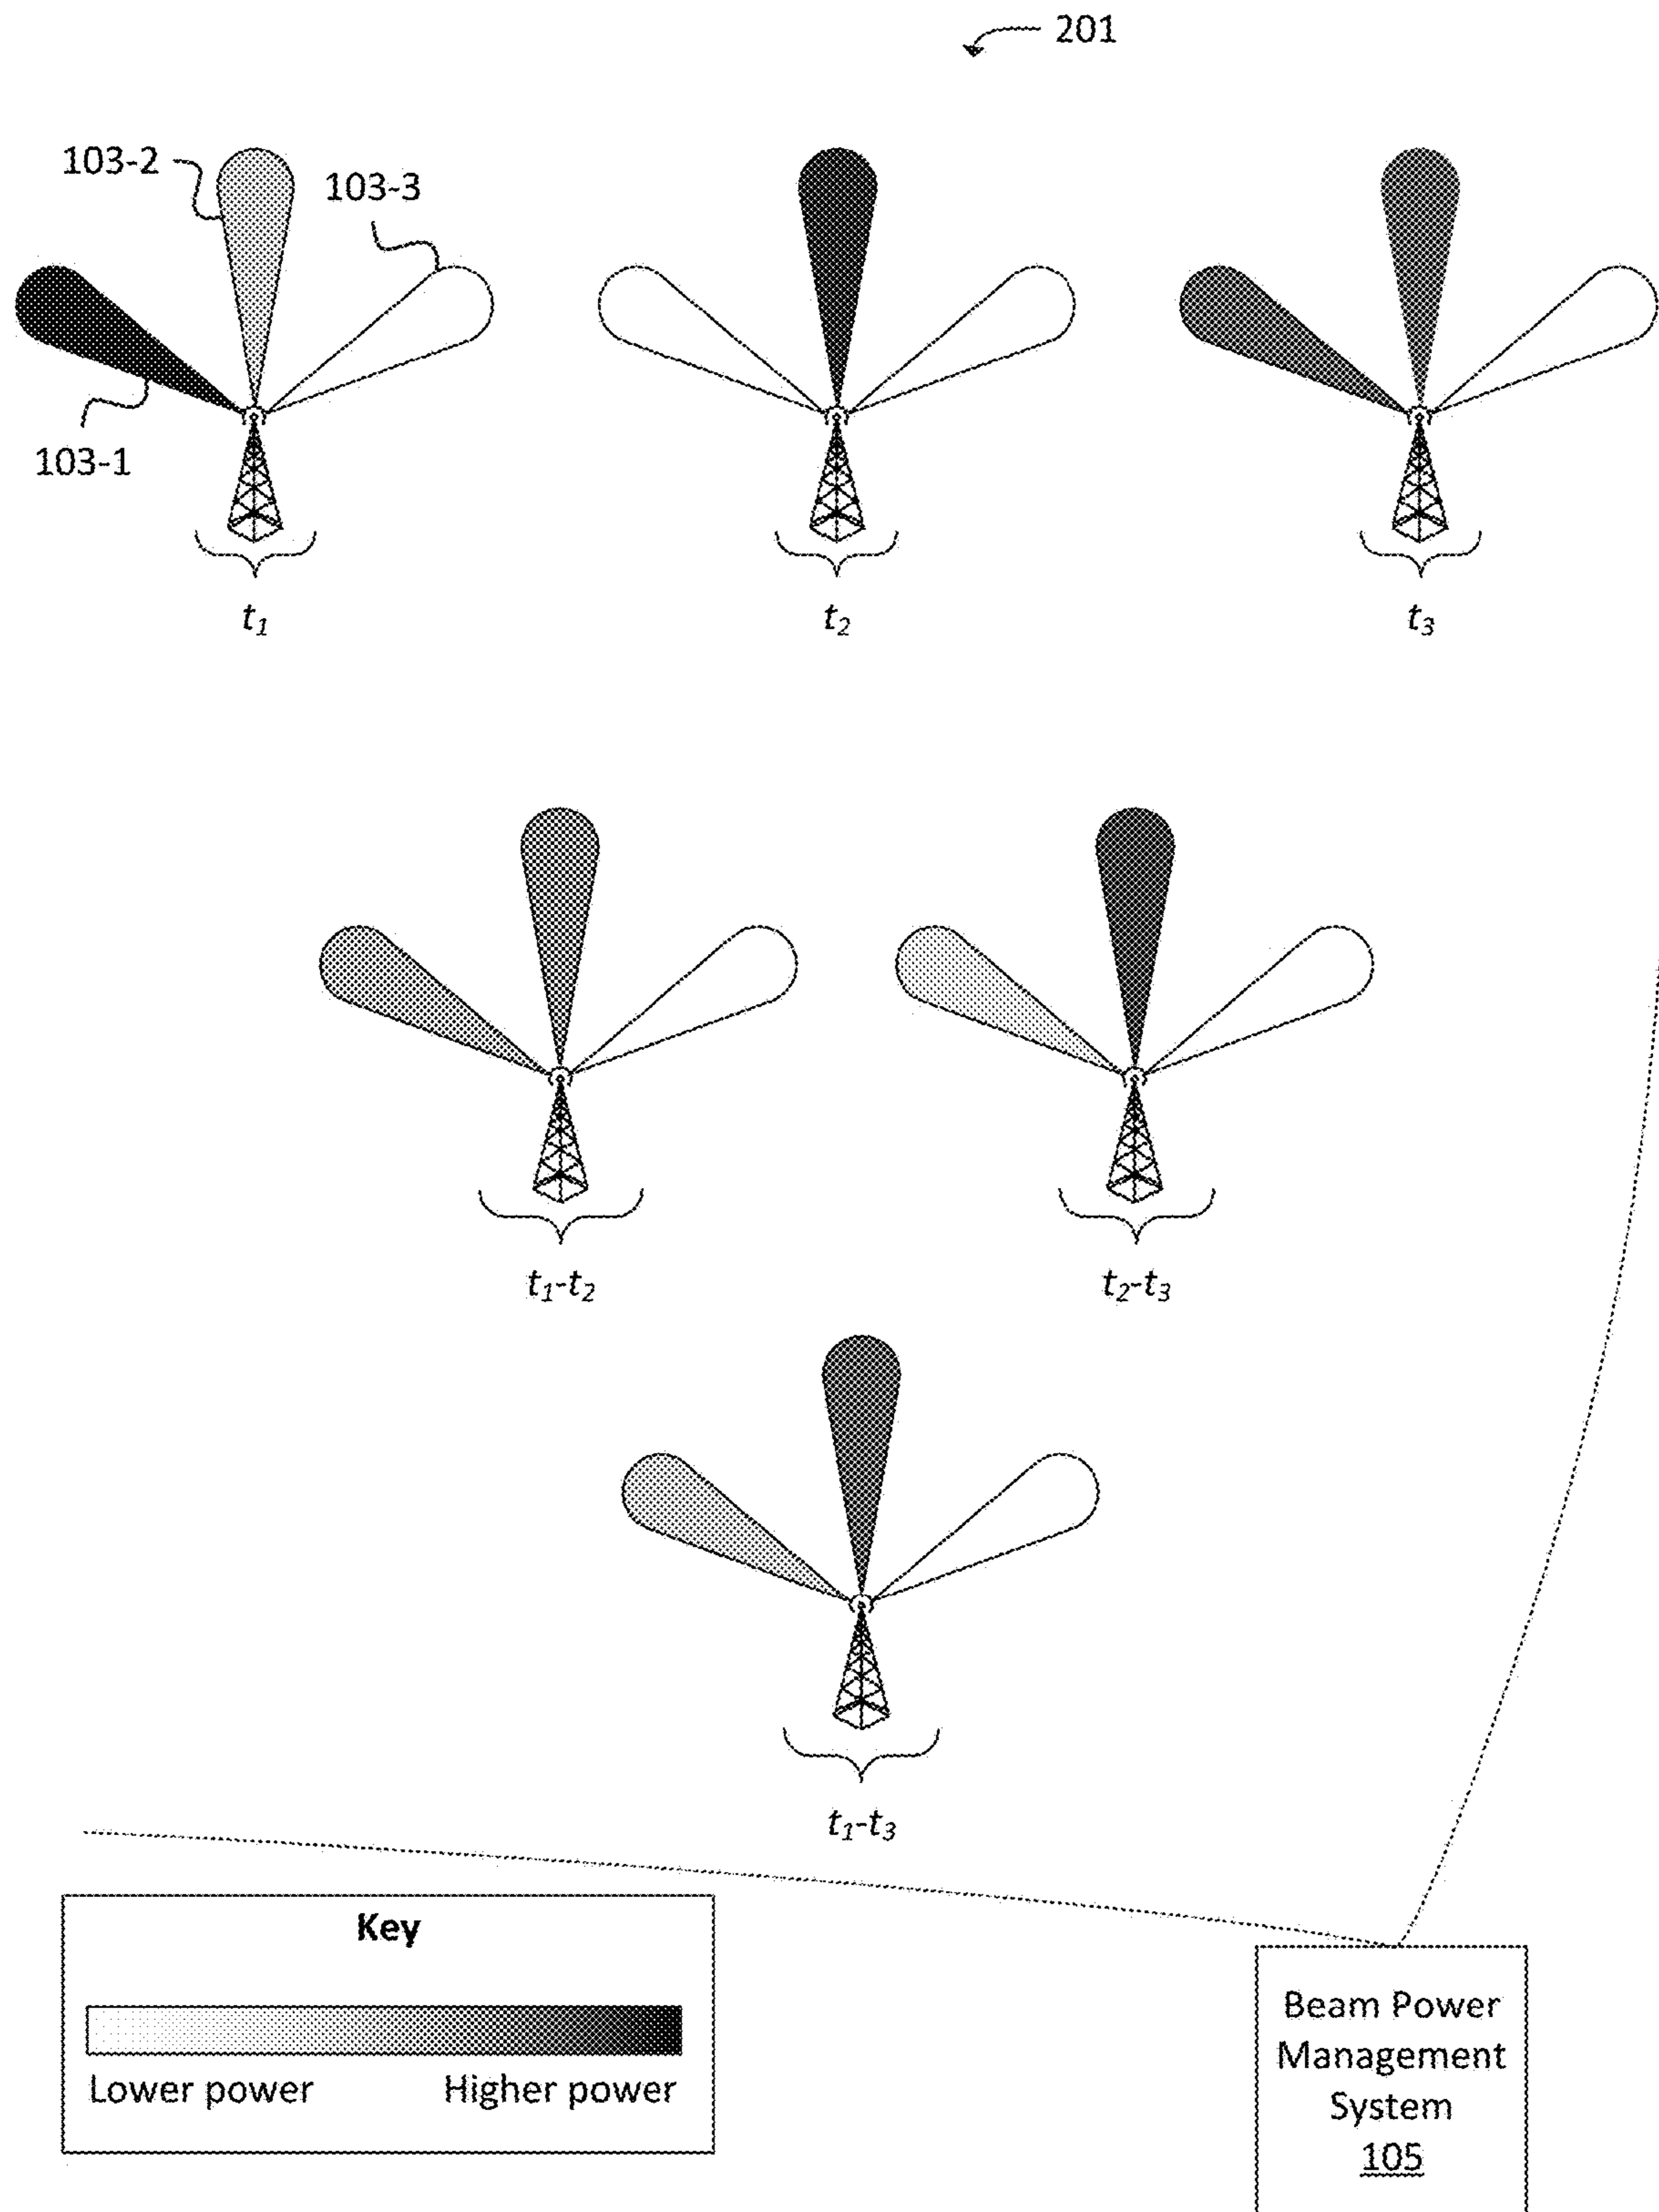 201
103-2
103-3
103-1
t₁
t₂
t₃
t₁-t₂
t₂-t₃
t₁-t₃
Key
Lower power
Higher power
Beam Power
Management
System
105